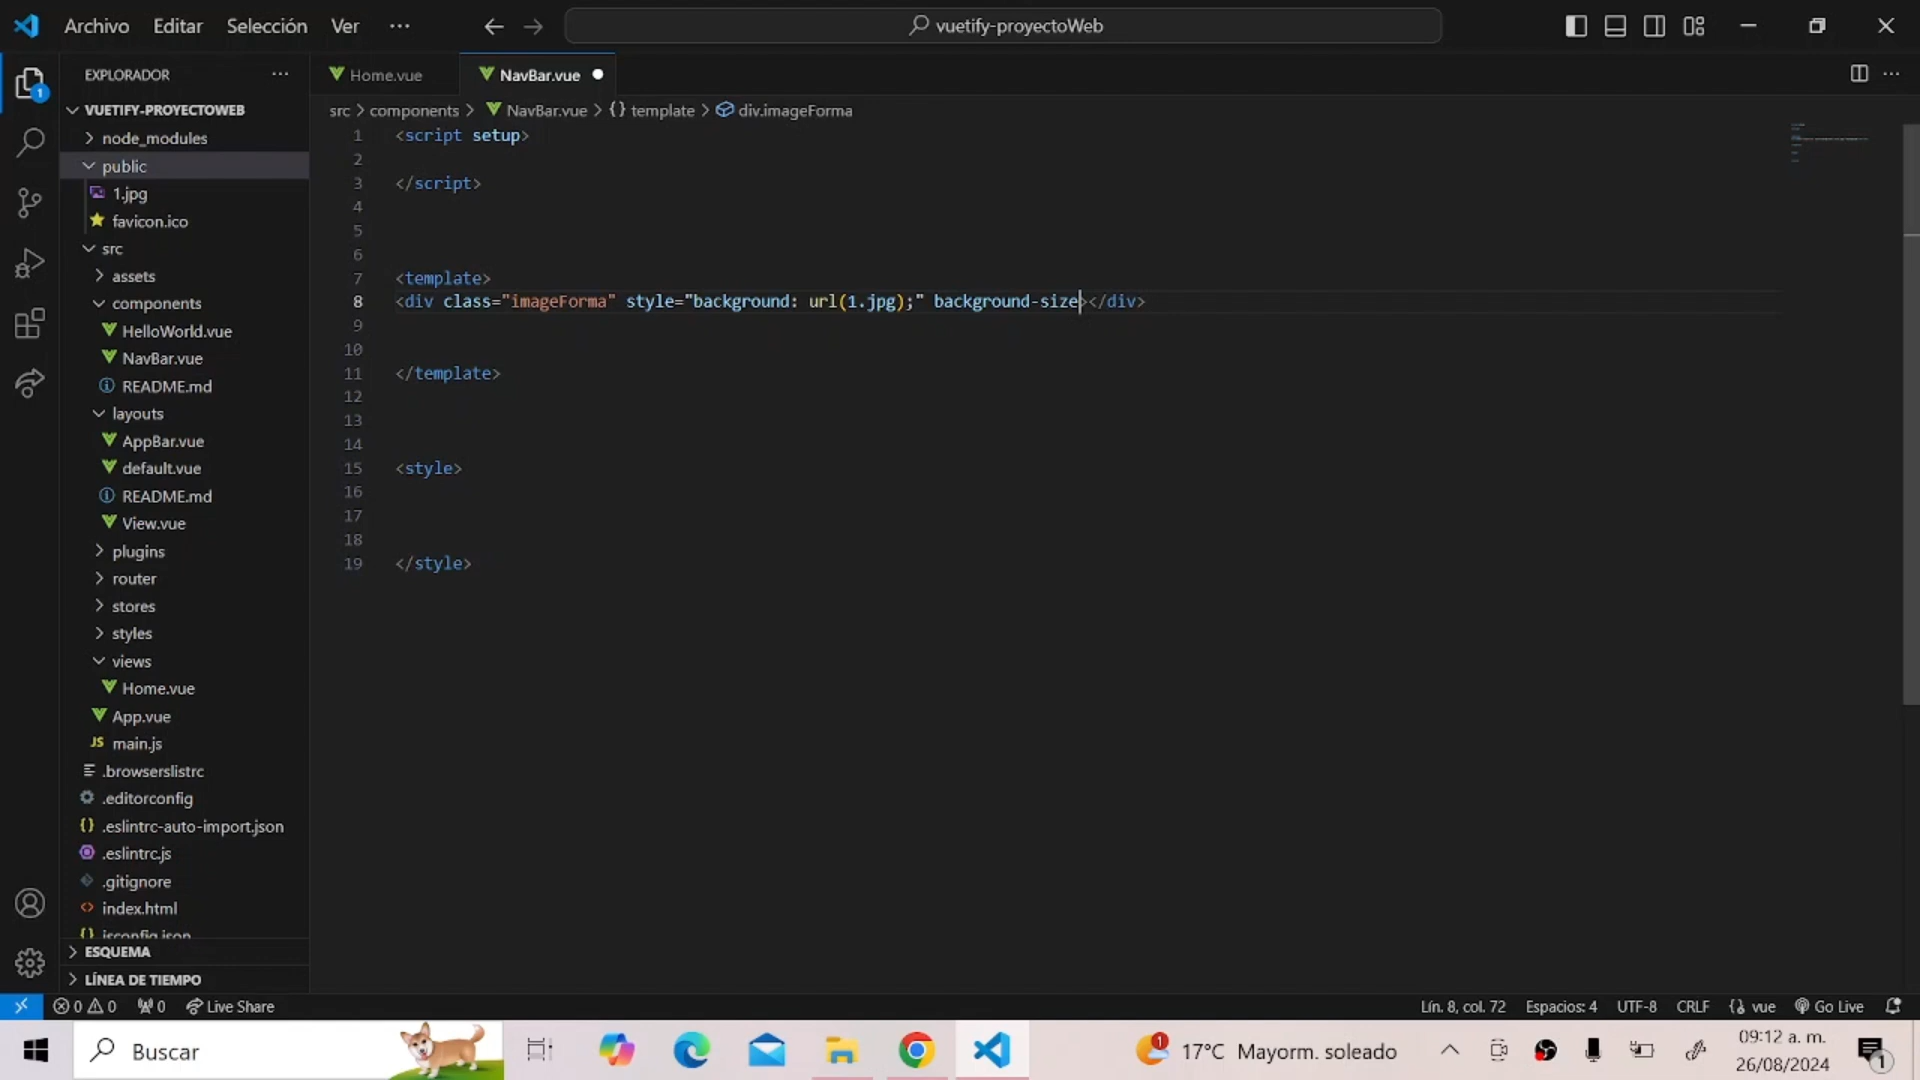 Archivo Editar Selección Ver ···
vuetify-proyectoWeb
EXPLORADOR ···
Home.vue
NavBar.vue
src > components > NavBar.vue > {} template > div.imageForma
1
VUETIFY-PROYECTOWEB
node_modules
public
1.jpg
favicon.ico
src
assets
components
HelloWorld.vue
NavBar.vue
README.md
layouts
AppBar.vue
default.vue
README.md
View.vue
plugins
router
stores
styles
views
Home.vue
App.vue
JS main.js
.browserslistrc
.editorconfig
{} .eslintrc-auto-import.json
.eslintrc.js
.gitignore
<> index.html
{} jsconfig.json
ESQUEMA
LÍNEA DE TIEMPO
1 <script setup>
2
3 </script>
4
5
6
7 <template>
8 <div class="imageForma" style="background: url(1.jpg);" background-size></div>
9
10
11 </template>
12
13
14
15 <style>
16
17
18
19 </style>
0 0 0 Live Share
Lín. 8, col. 72 Espacios: 4 UTF-8 CRLF {} vue Go Live
Buscar
1 17°C Mayorm. soleado
09:12 a. m.
26/08/2024
1